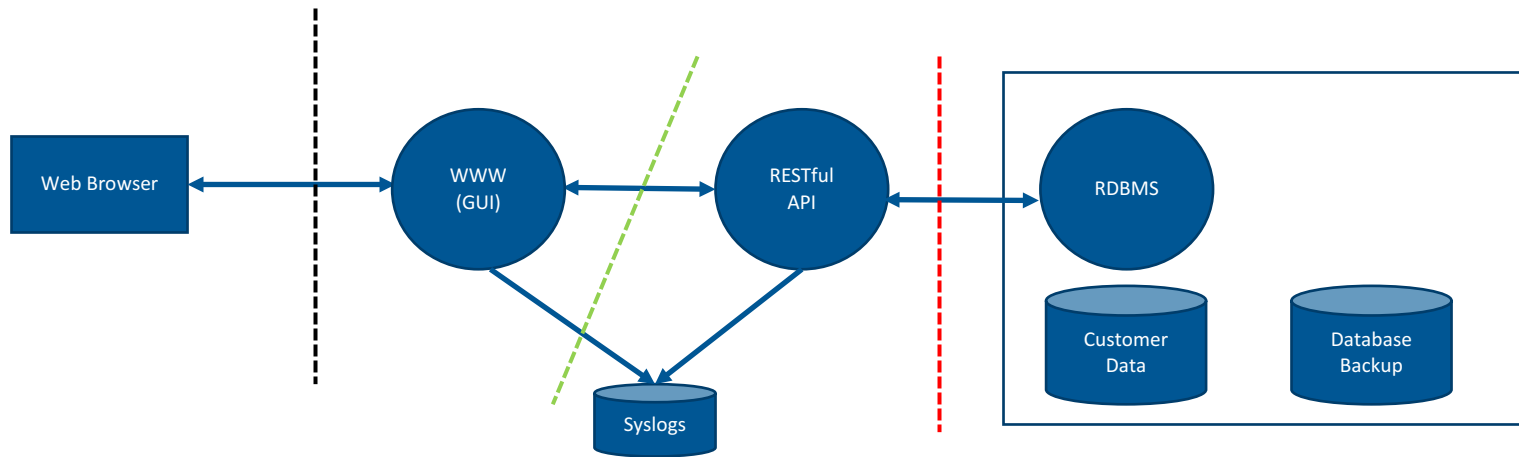 Web Browser
WWW
(GUI)
RESTful
API
RDBMS
Customer
Data
Database
Backup
Syslogs